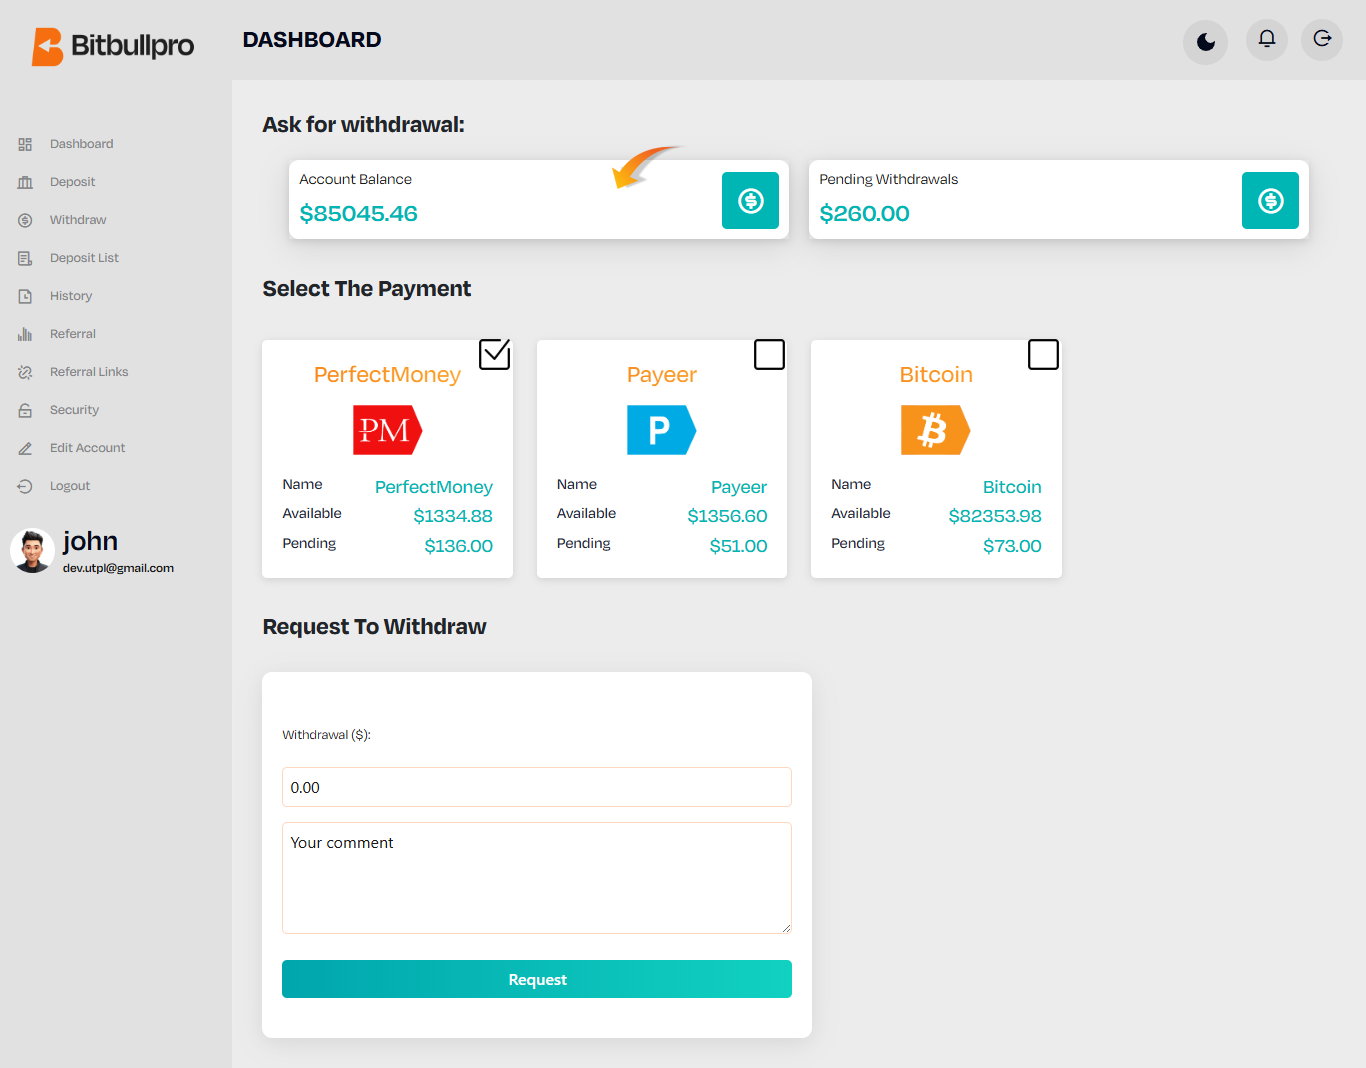 Bitbullpro
DASHBOARD
Dashboard
Deposit
Withdraw
Deposit List
History
Referral
Referral Links
Security
Edit Account
Logout
john
dev.utpl@gmail.com
Ask for withdrawal:
Account Balance
$85045.46
Pending Withdrawals
$260.00
Select The Payment
PerfectMoney
PM
Name PerfectMoney
Available $1334.88
Pending $136.00
Payeer
P
Name Payeer
Available $1356.60
Pending $51.00
Bitcoin
Name Bitcoin
Available $82353.98
Pending $73.00
Request To Withdraw
Withdrawal ($):
0.00
Your comment
Request